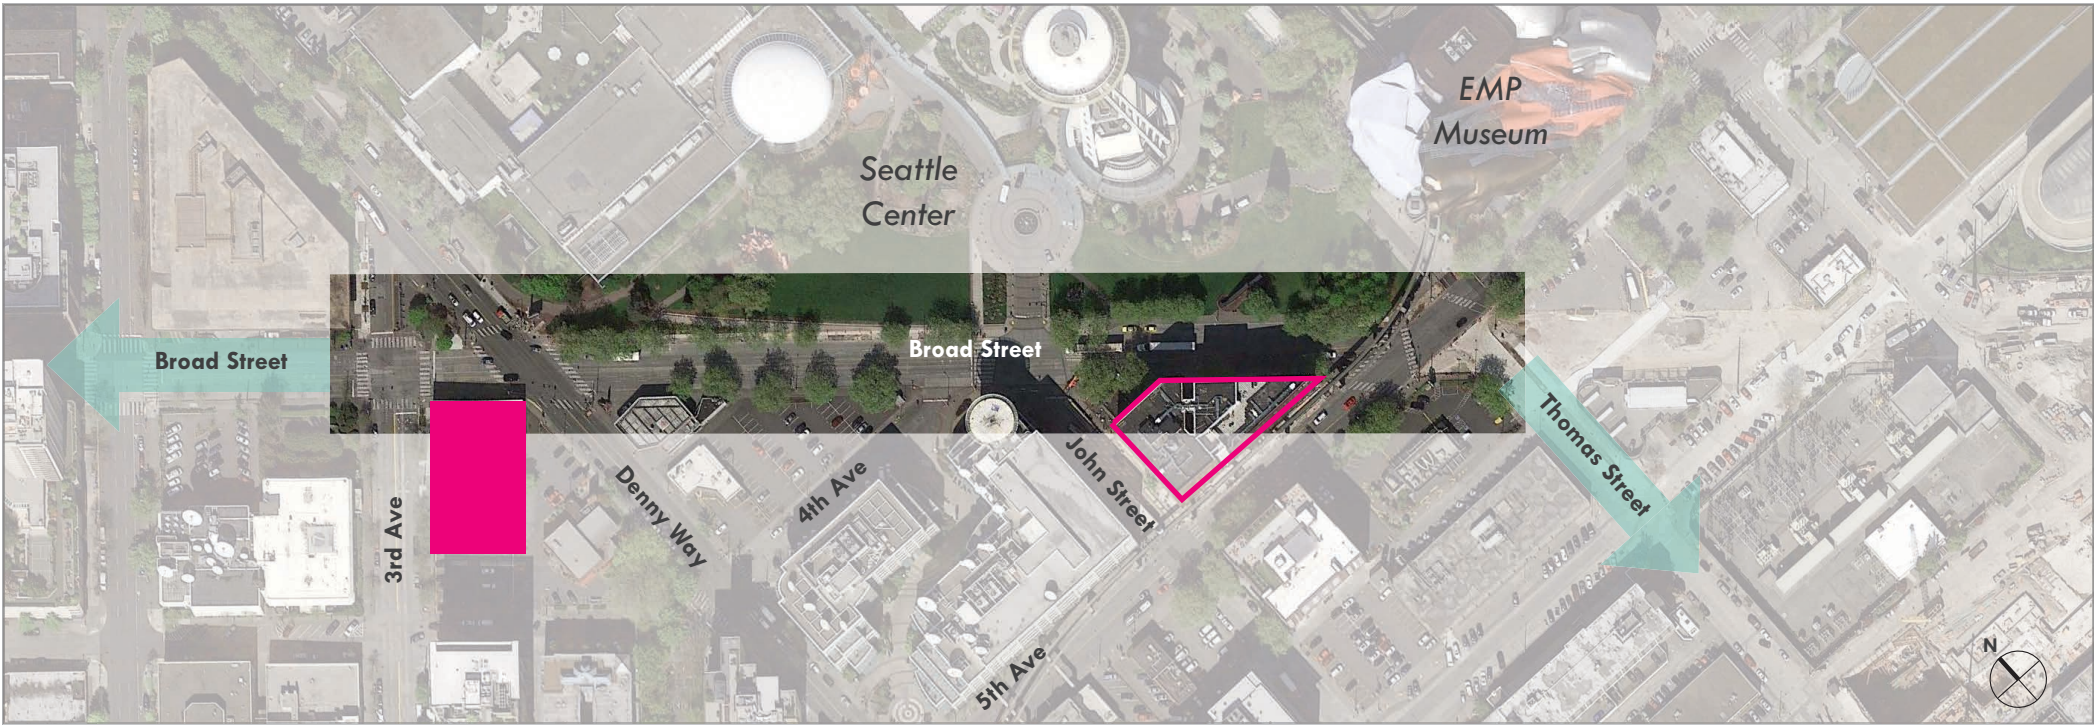 EMP
Museum
Seattle
Center
Broad Street
Broad Street
Thomas Street
John Street
4th Ave
Denny Way
3rd Ave
5th Ave
N